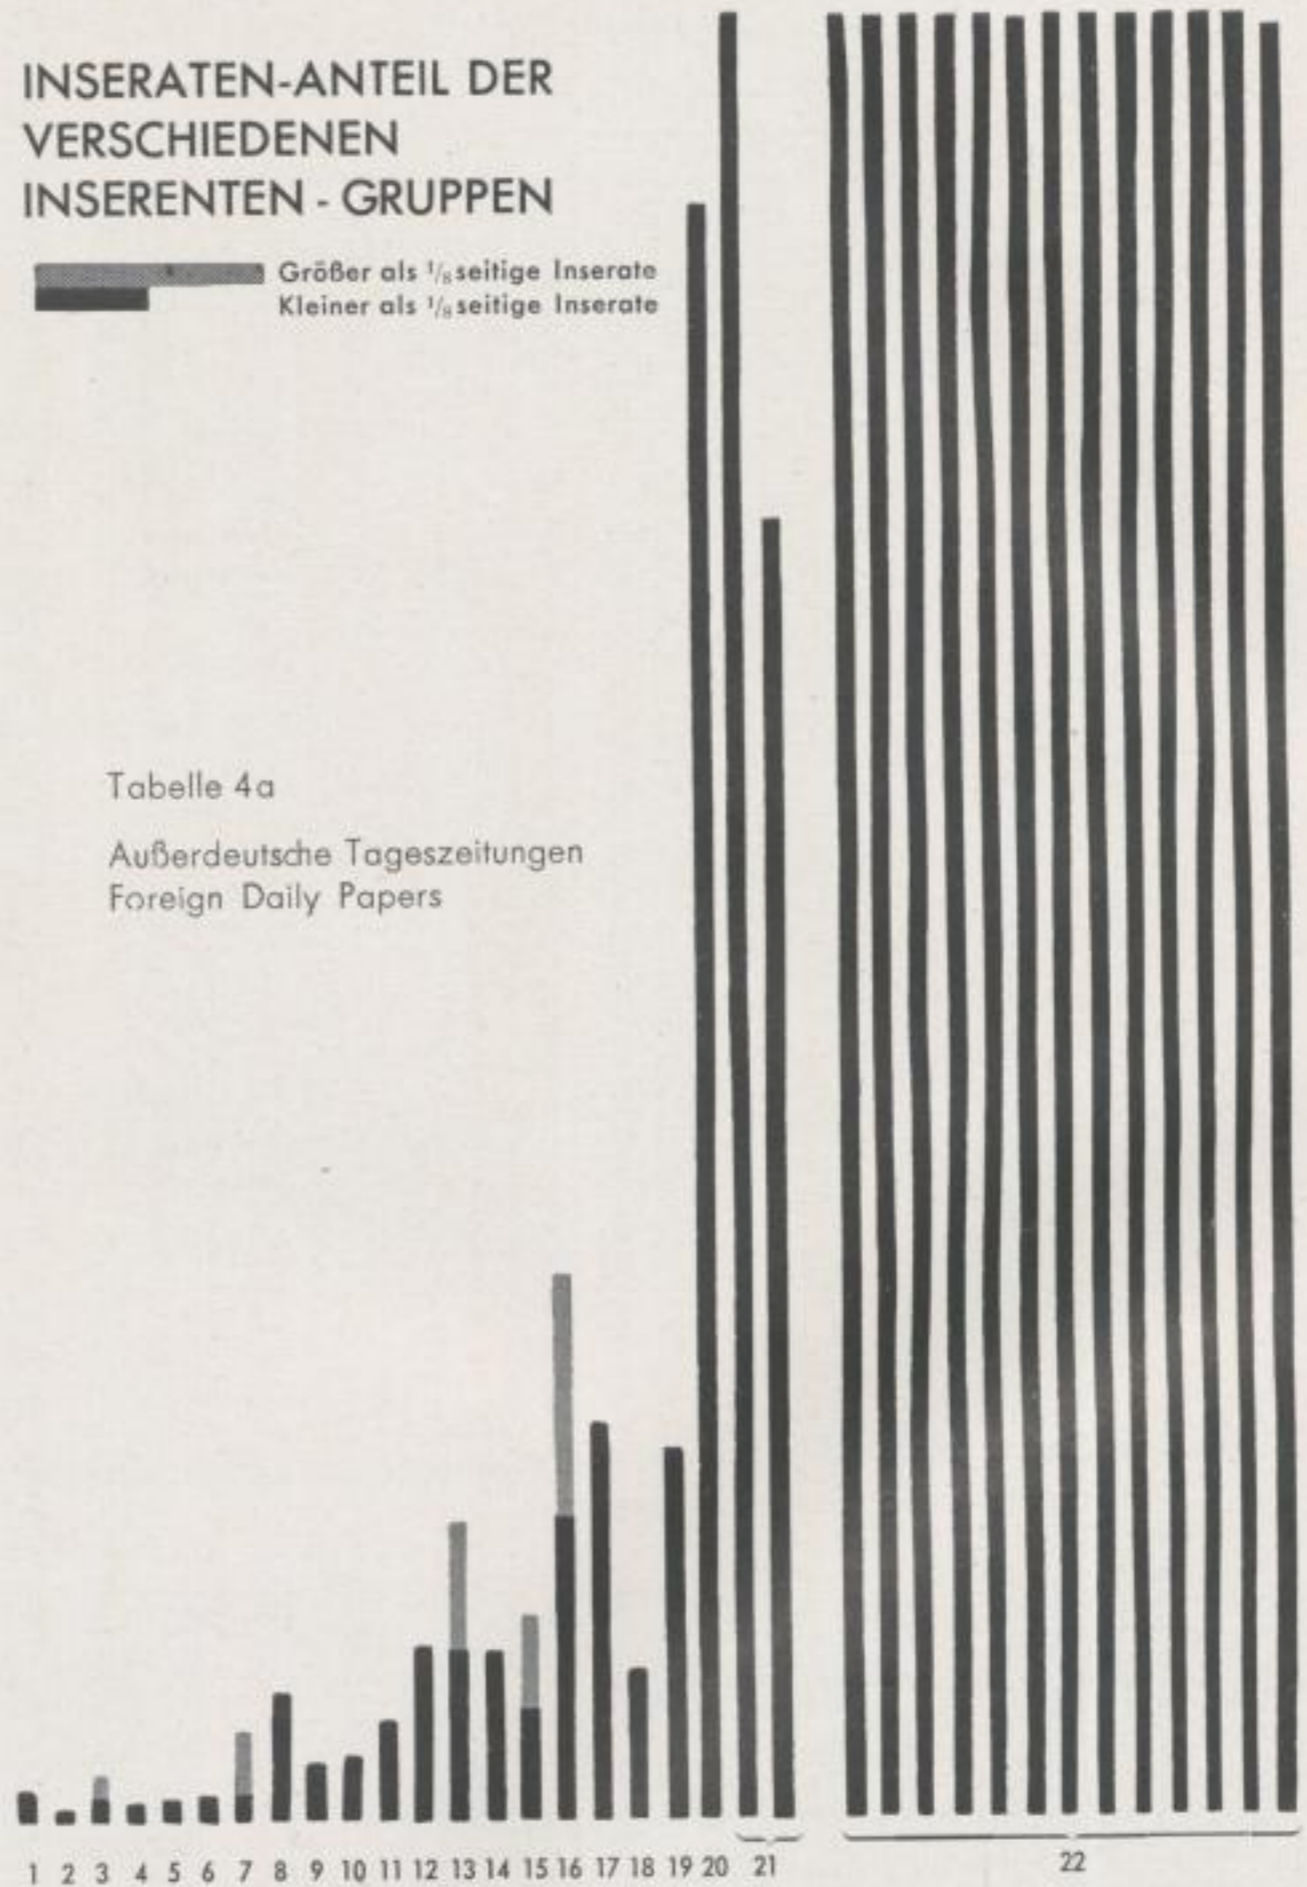 INSERATEN-ANTEIL DER
VERSCHIEDENEN
INSERENTEN - GRUPPEN
Größer als 1/8 seitige Inserate
Kleiner als 1/8 seitige Inserate
Tabelle 4a
Außerdeutsche Tageszeitungen
Foreign Daily Papers
1 2 3 4 5 6 7 8 9 10 11 12 13 14 15 16 17 18 19 20 21 22